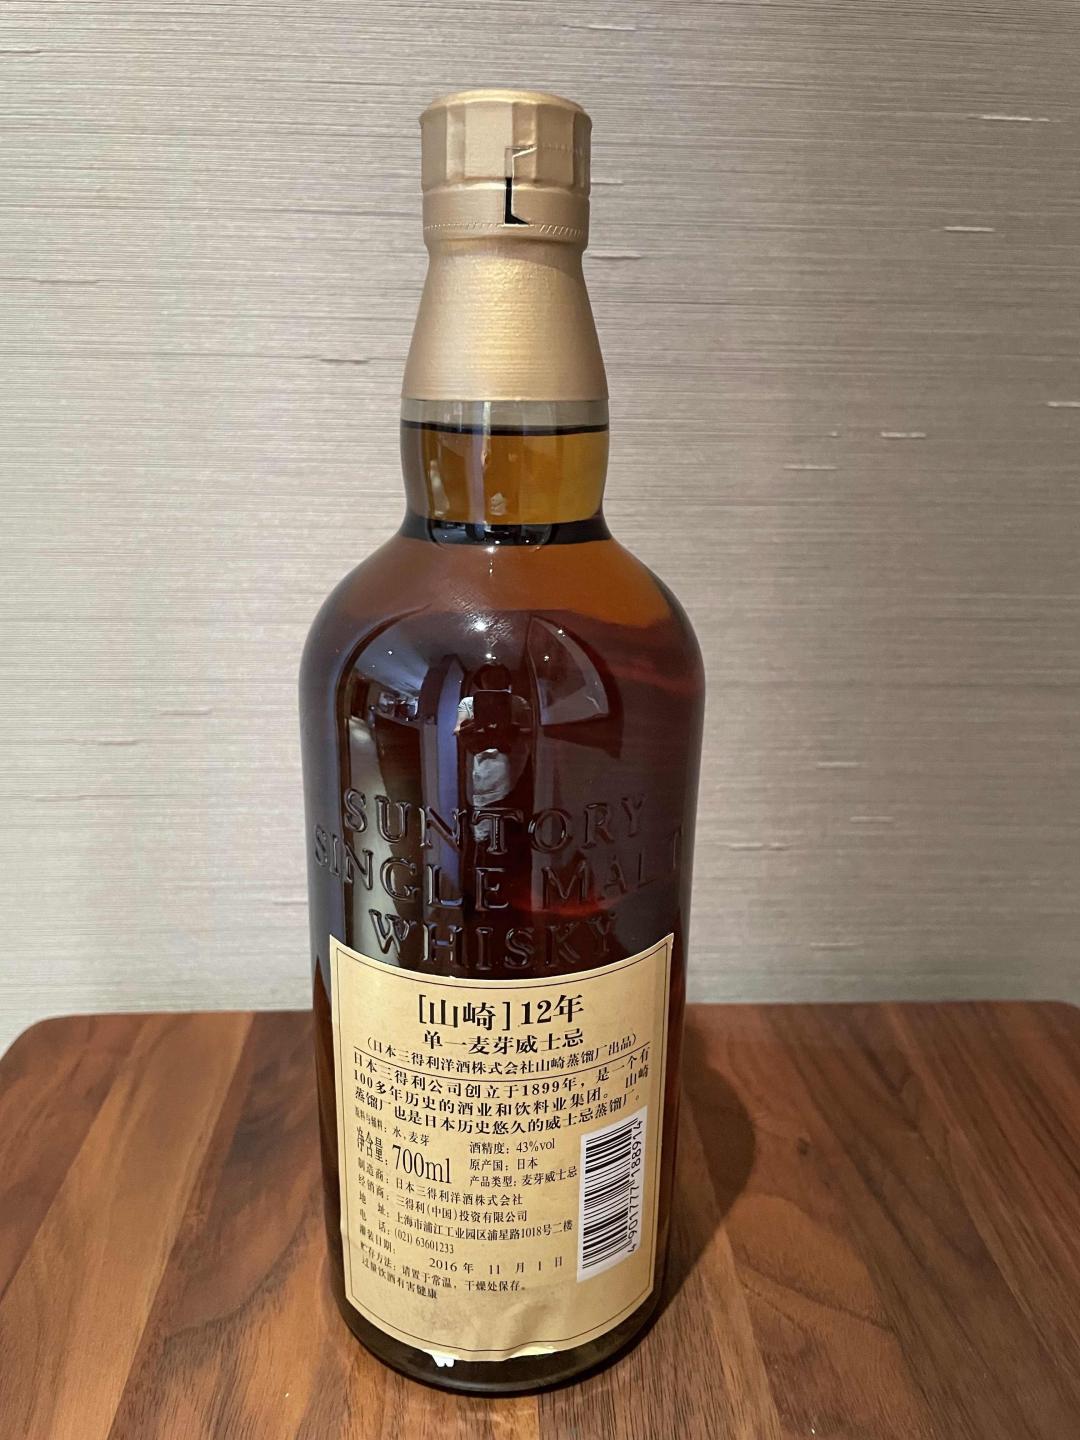 SUNTORY
SINGLE MALT
WHISKY
[山崎]12年
单一麦芽威士忌
(日本三得利洋酒株式会社山崎蒸馏厂出品)
日本三得利公司创立于1899年，是一个有
100多年历史的酒业和饮料业集团。山崎
蒸馏厂也是日本历史悠久的威士忌蒸馏厂。
原料与辅料：水,麦芽
净含量：700ml
酒精度：43%vol
原产国：日本
产品类型：麦芽威士忌
制造商：日本三得利洋酒株式会社
经销商：三得利(中国)投资有限公司
地 址：上海市浦江工业园区浦星路1018号二楼
电 话：(021) 63601233
灌装日期： 2016 年 11 月 1 日
贮存方法：请置于常温，干燥处保存。
过量饮酒有害健康
4901777188914